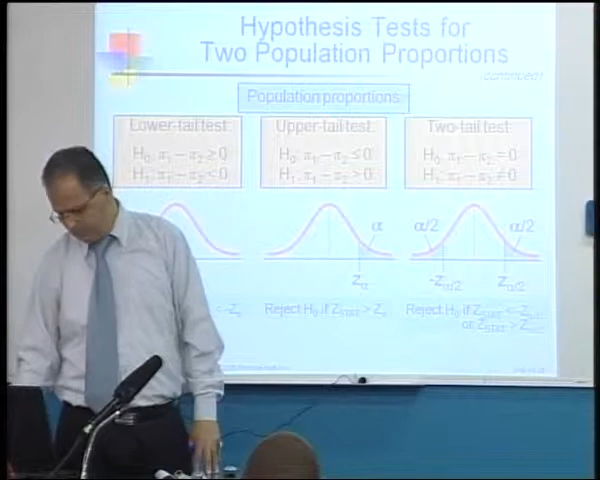 Hypothesis Tests for
Two Population Proportions
(continued)
Population proportions
Lower-tail test:
H₀: π₁ – π₂ ≥ 0
H₁: π₁ – π₂ < 0
Upper-tail test:
H₀: π₁ – π₂ ≤ 0
H₁: π₁ – π₂ > 0
Two-tail test:
H₀: π₁ – π₂ = 0
H₁: π₁ – π₂ ≠ 0
α
zα
α/2
α/2
-zα/2
zα/2
< -Zα
Reject H₀ if ZSTAT > Zα
Reject H₀ if ZSTAT < -Zα/2
or ZSTAT > Zα/2